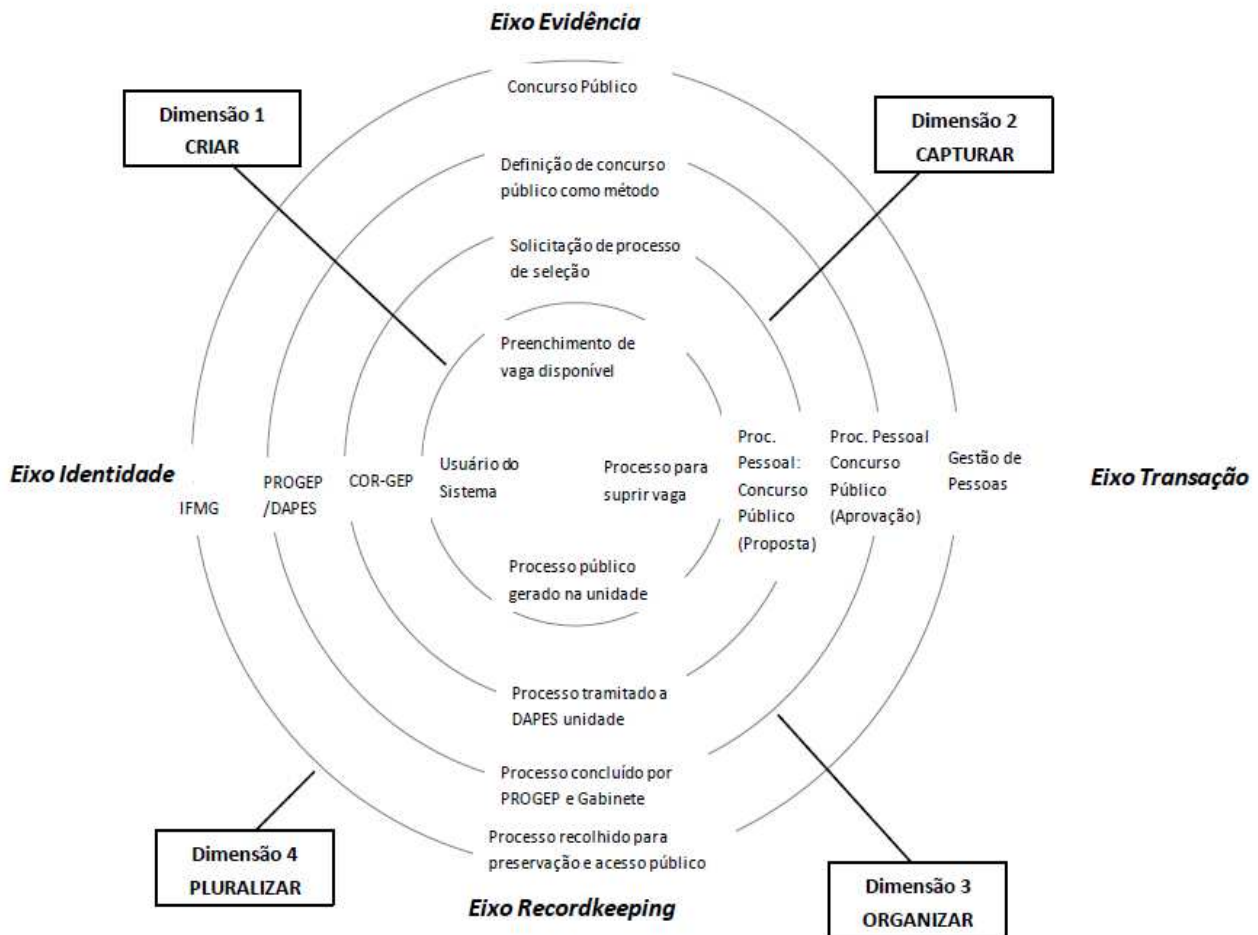 Eixo Evidência
Concurso Público
Dimensão 1
CRIAR
Dimensão 2
CAPTURAR
Definição de concurso
público como método
Solicitação de processo
de seleção
Preenchimento de
vaga disponível
Eixo Identidade
IFMG
PROGEP
/DAPES
COR-GEP
Usuário do
Sistema
Processo para
suprir vaga
Proc.
Pessoal:
Concurso
Público
(Proposta)
Proc. Pessoal
Concurso
Público
(Aprovação)
Gestão de
Pessoas
Eixo Transação
Processo público
gerado na unidade
Processo tramitado a
DAPES unidade
Processo concluído por
PROGEP e Gabinete
Processo recolhido para
preservação e acesso público
Dimensão 4
PLURALIZAR
Dimensão 3
ORGANIZAR
Eixo Recordkeeping